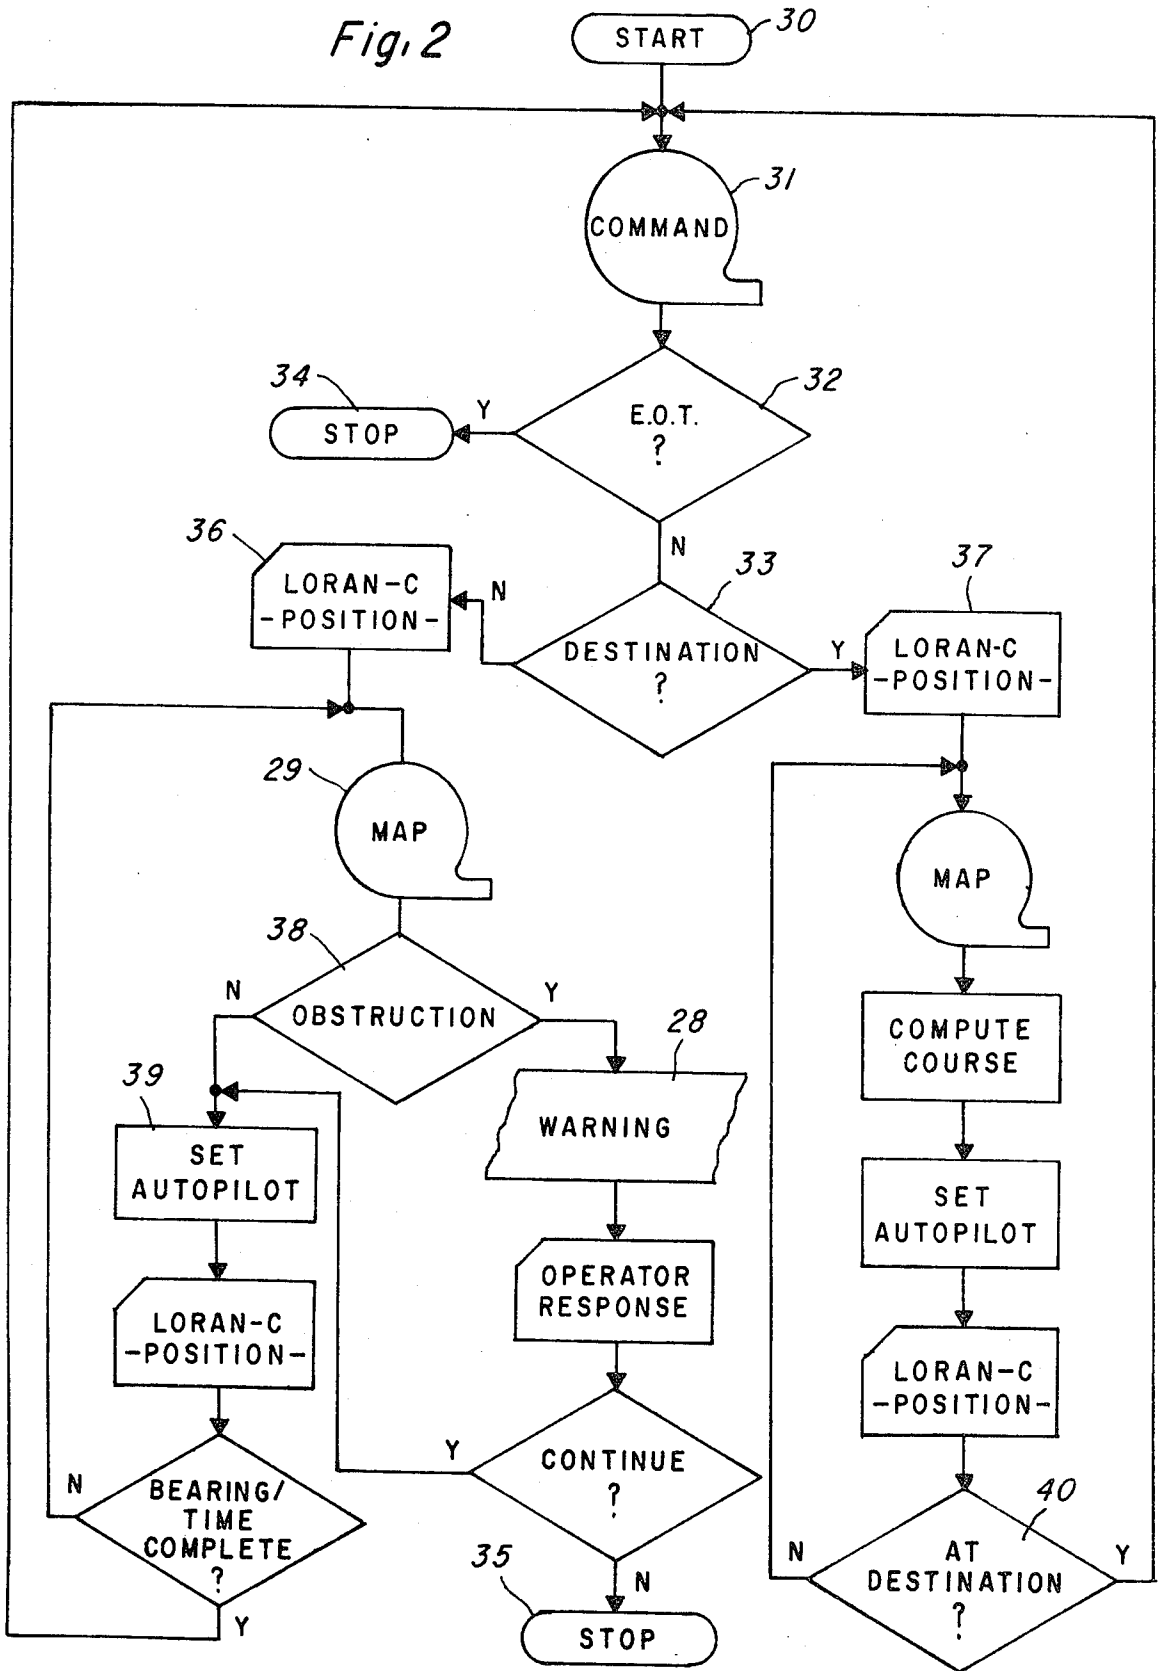 Fig. 2
START
30
31
COMMAND
34
32
Y
STOP
E.O.T.
?
36
N
33
37
LORAN-C
-POSITION-
N
DESTINATION
?
Y
LORAN-C
-POSITION-
29
MAP
MAP
38
N
OBSTRUCTION
Y
28
COMPUTE
COURSE
39
WARNING
SET
AUTOPILOT
SET
AUTOPILOT
OPERATOR
RESPONSE
LORAN-C
-POSITION-
LORAN-C
-POSITION-
Y
CONTINUE
?
N
BEARING/
TIME
COMPLETE
?
Y
40
N
AT
DESTINATION
?
Y
35
N
STOP